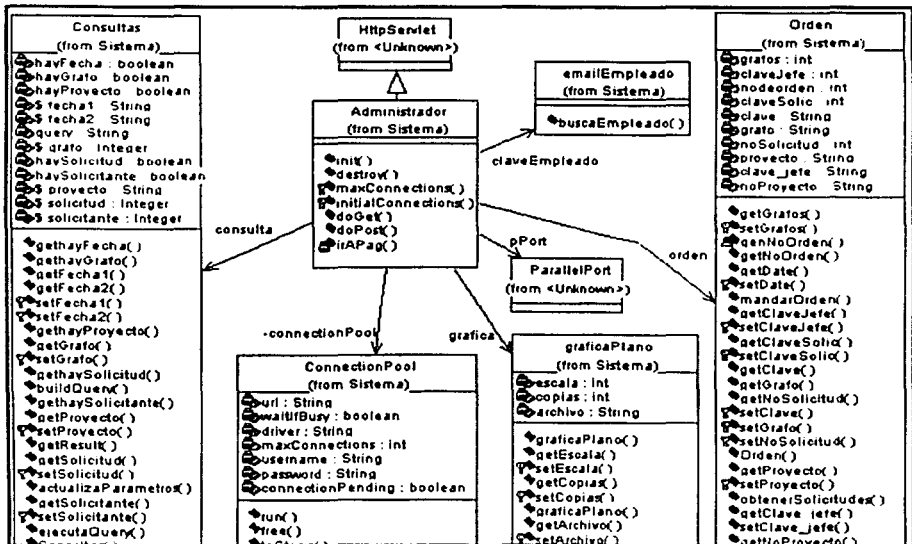 Consultas
(from Sistema)
hayFecha : boolean
hayGrafo boolean
hayProyecto boolean
$ fecha1 String
$ fecha2 String
query String
$ grafo Integer
haySolicitud boolean
haySolicitante boolean
$ proyecto String
$ solicitud : Integer
$ solicitante : Integer
gethayFecha()
gethayGrafo()
getFecha1()
getFecha2()
setFecha1()
setFecha2()
gethayProyecto()
getGrafo()
setGrafo()
gethaySolicitud()
buildQuery()
gethaySolicitante()
getProyecto()
setProyecto()
getResult()
getSolicitud()
setSolicitud()
actualizaParametros()
getSolicitante()
setSolicitante()
ejecutaQuery()
HttpServlet
(from <Unknown>)
Administrador
(from Sistema)
init()
destroy()
maxConnections()
initialConnections()
doGet()
doPost()
irAPag()
emailEmpleado
(from Sistema)
buscaEmpleado()
claveEmpleado
consulta
pPort
orden
ParallelPort
(from <Unknown>)
-connectionPool
grafica
ConnectionPool
(from Sistema)
url : String
waitIfBusy : boolean
driver : String
maxConnections : int
username : String
password : String
connectionPending : boolean
run()
free()
graficaPlano
(from Sistema)
escala : int
copias : int
archivo : String
graficaPlano()
getEscala()
setEscala()
getCopias()
setCopias()
graficaPlano()
getArchivo()
setArchivo()
Orden
(from Sistema)
grafos : int
claveJefe : int
nodeorden : int
claveSolic int
clave String
grafo : String
noSolicitud int
proyecto : String
clave_jefe String
noProyecto String
getGrafos()
setGrafos()
genNoOrden()
getNoOrden()
getDate()
setDate()
mandarOrden()
getClaveJefe()
setClaveJefe()
getClaveSolic()
setClaveSolic()
getClave()
getGrafo()
getNoSolicitud()
setClave()
setGrafo()
setNoSolicitud()
Orden()
getProyecto()
setProyecto()
obtenerSolicitudes()
getClave_jefe()
setClave_jefe()
getNoProyecto()